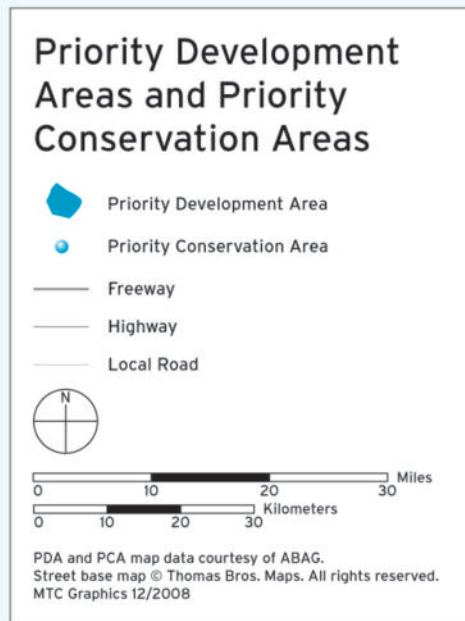 Priority Development
Areas and Priority
Conservation Areas
Priority Development Area
Priority Conservation Area
Freeway
Highway
Local Road
N
Miles
0 10 20 30
Kilometers
0 10 20 30
PDA and PCA map data courtesy of ABAG.
Street base map © Thomas Bros. Maps. All rights reserved.
MTC Graphics 12/2008